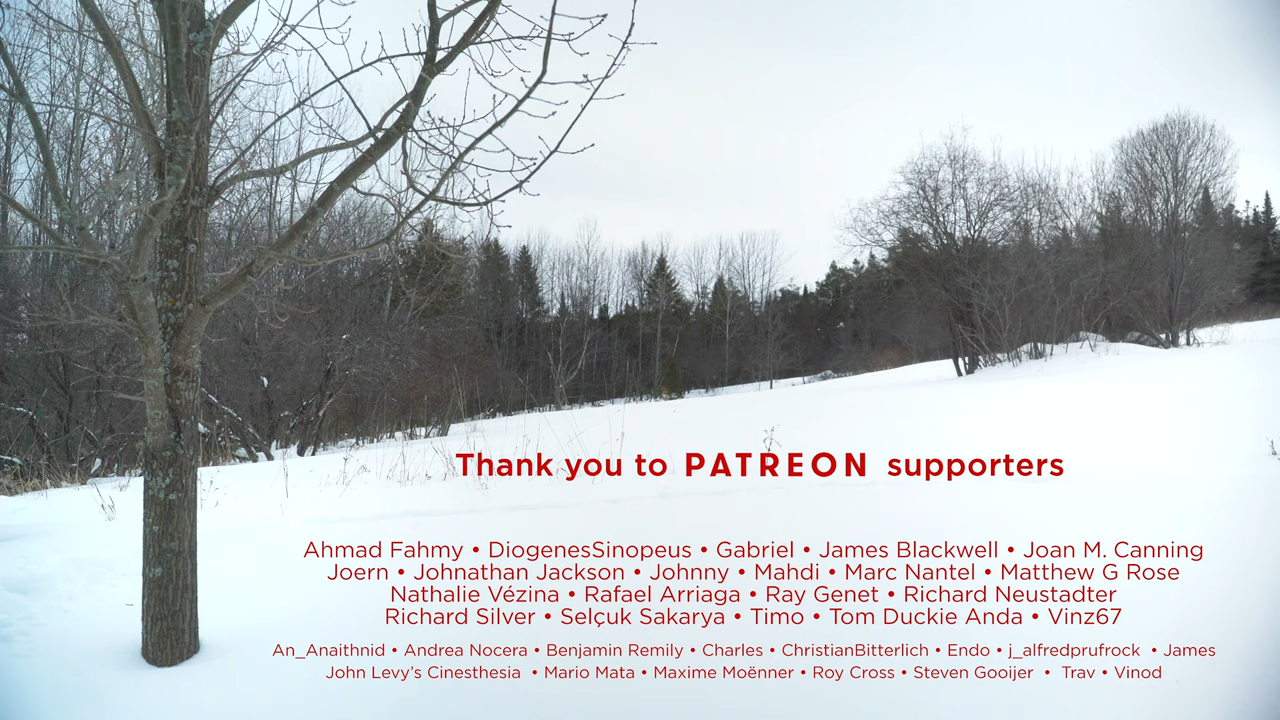 Thank you to PATREON supporters
Ahmad Fahmy • DiogenesSinopeus • Gabriel • James Blackwell • Joan M. Canning
Joern • Johnathan Jackson • Johnny • Mahdi • Marc Nantel • Matthew G Rose
Nathalie Vézina • Rafael Arriaga • Ray Genet • Richard Neustadter
Richard Silver • Selçuk Sakarya • Timo • Tom Duckie Anda • Vinz67
An_Anaithnid • Andrea Nocera • Benjamin Remily • Charles • ChristianBitterlich • Endo • j_alfredprufrock • James
John Levy’s Cinesthesia • Mario Mata • Maxime Moënner • Roy Cross • Steven Gooijer • Trav • Vinod